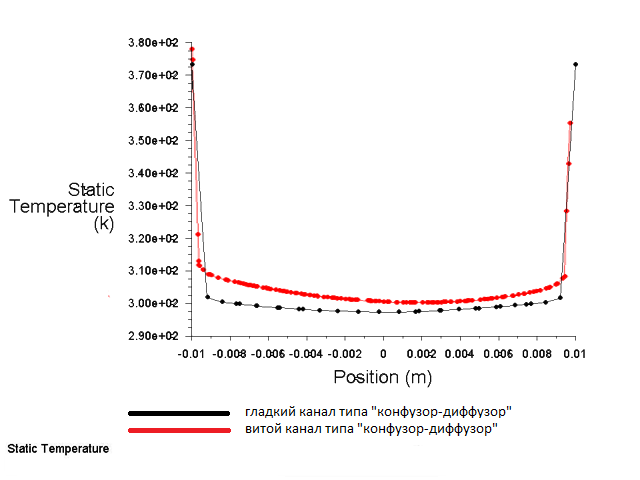 3.80e+02
3.70e+02
3.60e+02
3.50e+02
3.40e+02
3.30e+02
3.20e+02
3.10e+02
3.00e+02
2.90e+02
Static
Temperature
(k)
-0.01 -0.008 -0.006 -0.004 -0.002 0 0.002 0.004 0.006 0.008 0.01
Position (m)
гладкий канал типа "конфузор-диффузор"
витой канал типа "конфузор-диффузор"
Static Temperature